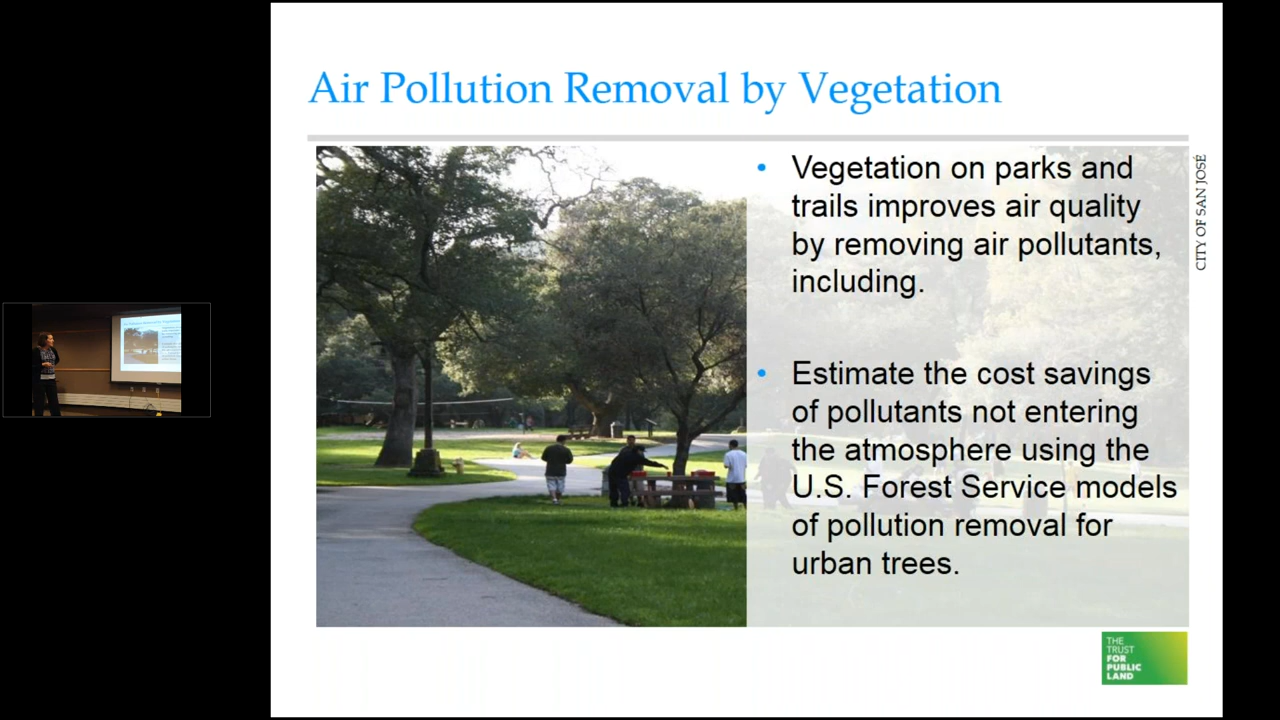 Air Pollution Removal by Vegetation
Vegetation on parks and
trails improves air quality
by removing air pollutants,
including.
Estimate the cost savings
of pollutants not entering
the atmosphere using the
U.S. Forest Service models
of pollution removal for
urban trees.
CITY OF SAN JOSÉ
THE
TRUST
FOR
PUBLIC
LAND